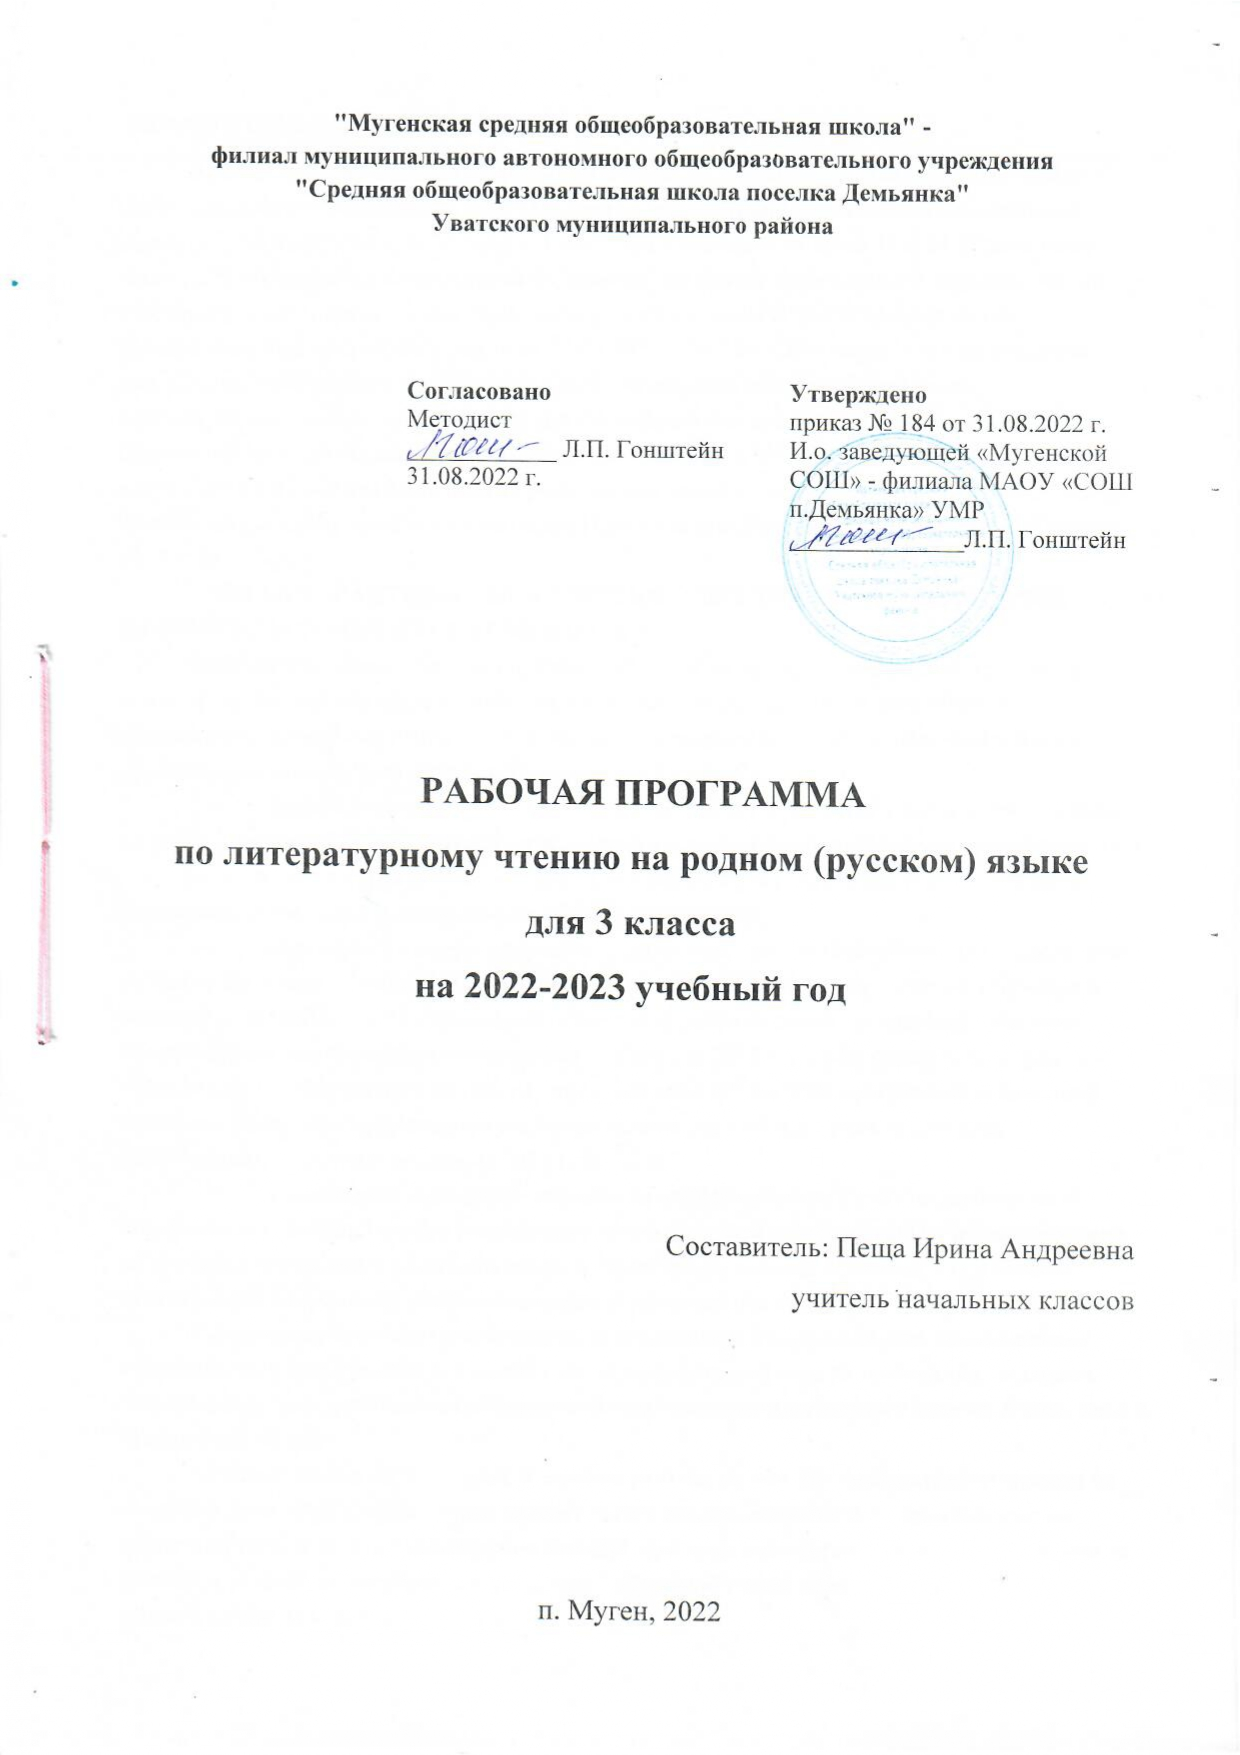 "Мугенская средняя общеобразовательная школа" -
филиал муниципального автономного общеобразовательного учреждения
"Средняя общеобразовательная школа поселка Демьянка"
Уватского муниципального района
Согласовано
Методист
Л.П. Гонштейн
31.08.2022 г.
Утверждено
приказ № 184 от 31.08.2022 г.
И.о. заведующей «Мугенской
СОШ» - филиала МАОУ «СОШ
п.Демьянка» УМР
Л.П. Гонштейн
РАБОЧАЯ ПРОГРАММА
по литературному чтению на родном (русском) языке
для 3 класса
на 2022-2023 учебный год
Составитель: Пеща Ирина Андреевна
учитель начальных классов
п. Муген, 2022